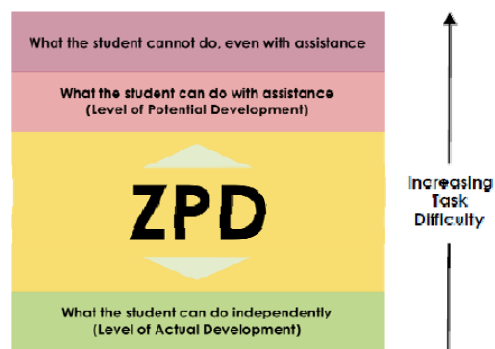 What the student cannot do, even with assistance
What the student can do with assistance
(Level of Potential Development)
ZPD
Increasing
Task
Difficulty
What the student can do independently
(Level of Actual Development)